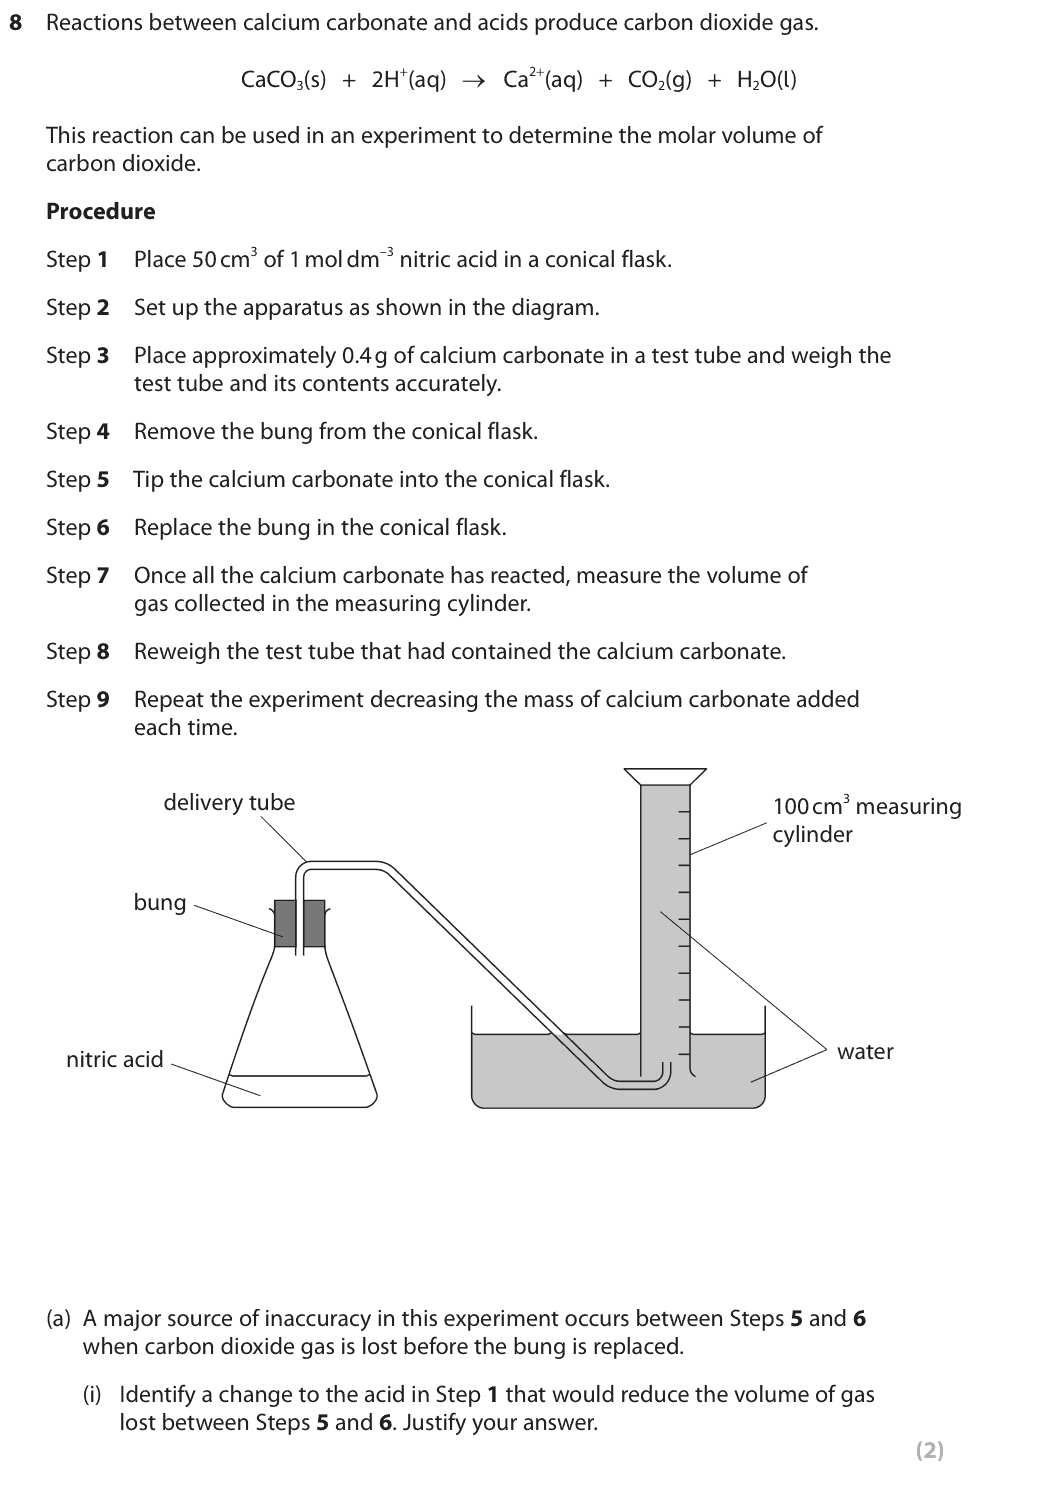 8 Reactions between calcium carbonate and acids produce carbon dioxide gas.
CaCO₃(s) + 2H⁺(aq) → Ca²⁺(aq) + CO₂(g) + H₂O(l)
This reaction can be used in an experiment to determine the molar volume of
carbon dioxide.
Procedure
Step 1 Place 50 cm³ of 1 mol dm⁻³ nitric acid in a conical flask.
Step 2 Set up the apparatus as shown in the diagram.
Step 3 Place approximately 0.4 g of calcium carbonate in a test tube and weigh the
test tube and its contents accurately.
Step 4 Remove the bung from the conical flask.
Step 5 Tip the calcium carbonate into the conical flask.
Step 6 Replace the bung in the conical flask.
Step 7 Once all the calcium carbonate has reacted, measure the volume of
gas collected in the measuring cylinder.
Step 8 Reweigh the test tube that had contained the calcium carbonate.
Step 9 Repeat the experiment decreasing the mass of calcium carbonate added
each time.
delivery tube
100 cm³ measuring
cylinder
bung
nitric acid
water
(a) A major source of inaccuracy in this experiment occurs between Steps 5 and 6
when carbon dioxide gas is lost before the bung is replaced.
(i) Identify a change to the acid in Step 1 that would reduce the volume of gas
lost between Steps 5 and 6. Justify your answer.
(2)